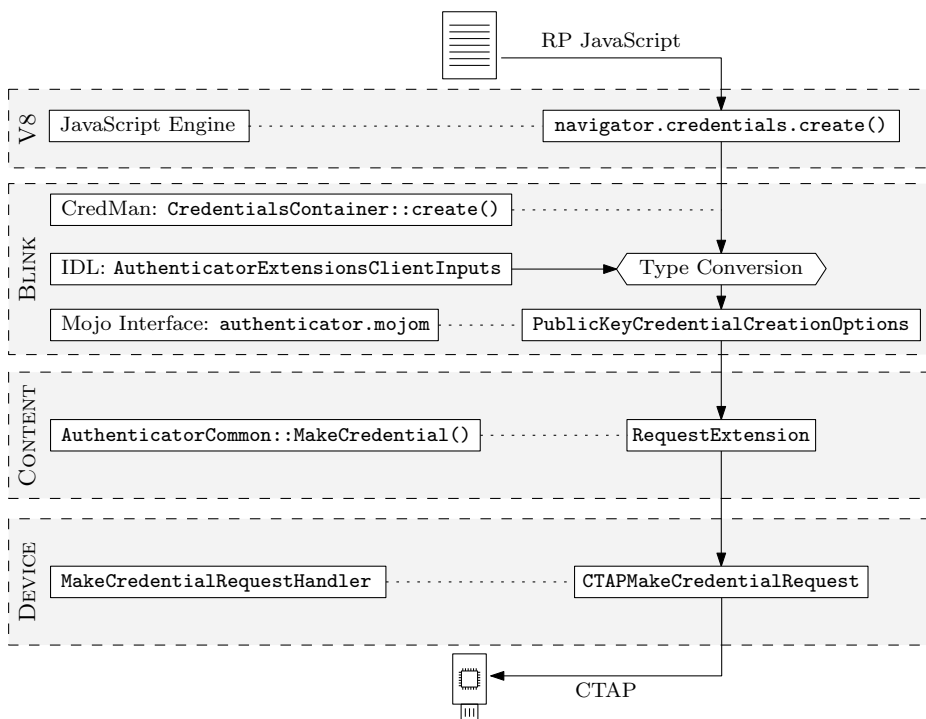 RP JavaScript
V8
JavaScript Engine
navigator.credentials.create()
BLINK
CredMan: CredentialsContainer::create()
IDL: AuthenticatorExtensionsClientInputs
Type Conversion
Mojo Interface: authenticator.mojom
PublicKeyCredentialCreationOptions
CONTENT
AuthenticatorCommon::MakeCredential()
RequestExtension
DEVICE
MakeCredentialRequestHandler
CTAPMakeCredentialRequest
CTAP